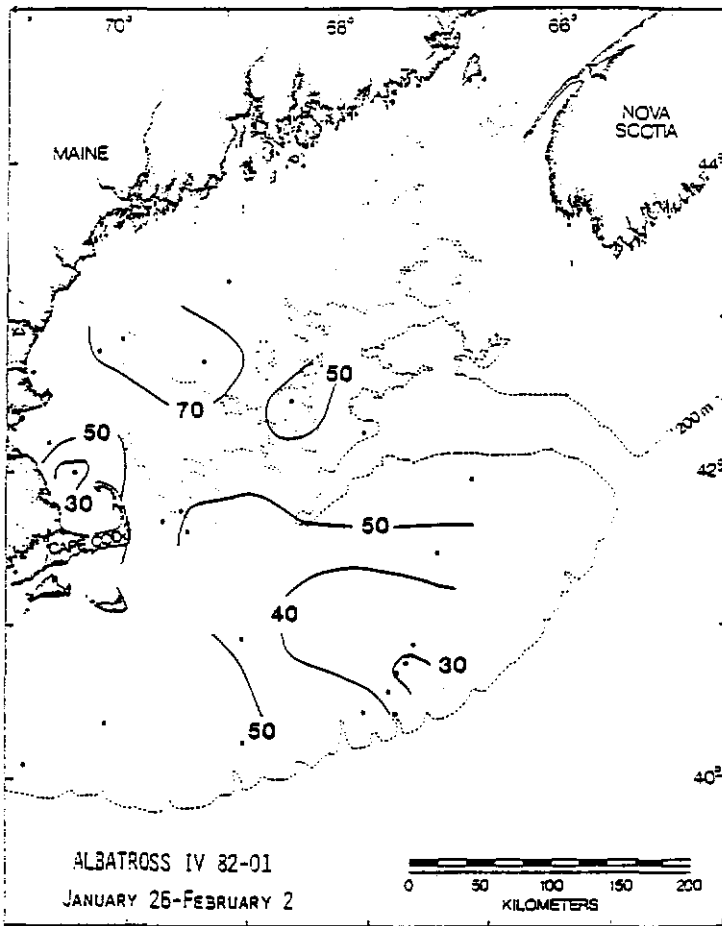 70° 68° 66°
NOVA
SCOTIA
MAINE
44°
50
70
200 m
50
42°
30
50
CAPE COD
40
30
50
40°
ALBATROSS IV 82-01
JANUARY 26-FEBRUARY 2
0 50 100 150 200
KILOMETERS